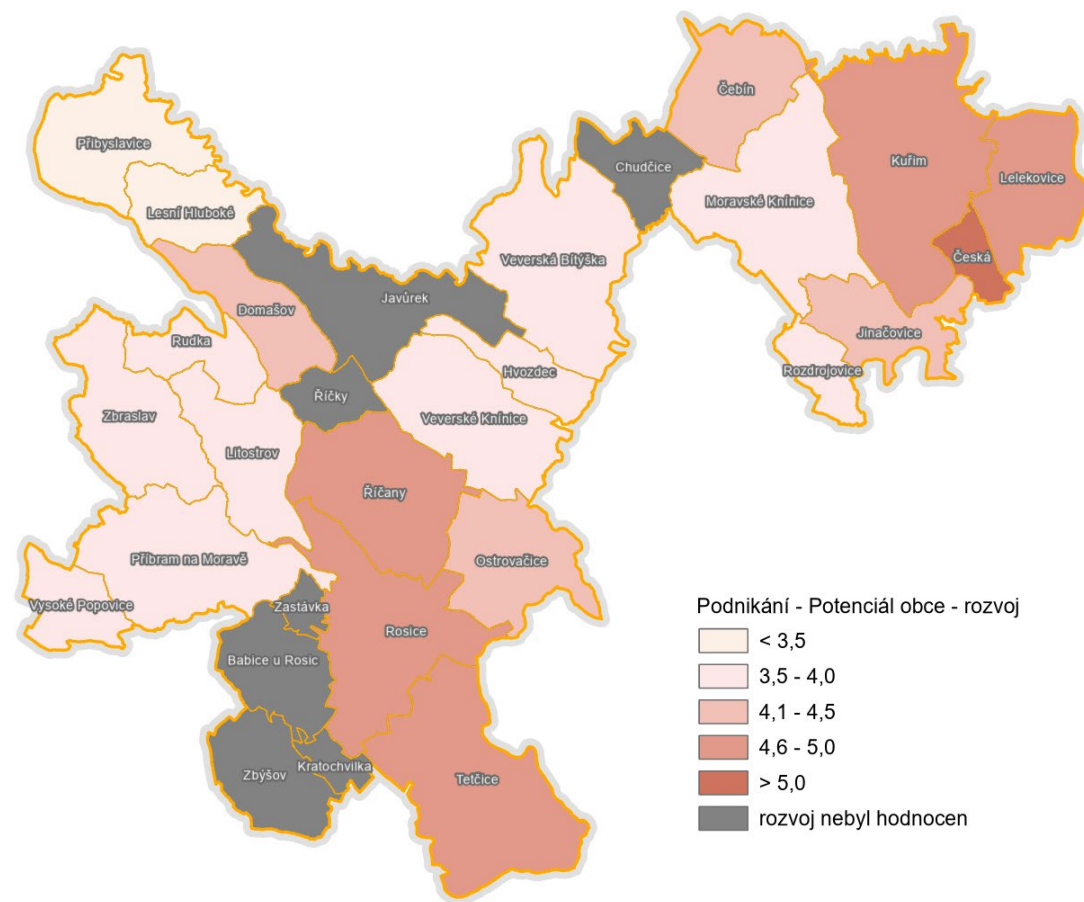 Čebín
Přibyslavice
Kuřim
Chudčice
Lelekovice
Moravské Knínice
Lesní Hluboké
Česká
Veverská Bítýška
Javůrek
Domašov
Jinačovice
Rudka
Hvozdec
Rozdrojovice
Říčky
Zbraslav
Veverské Knínice
Litostrov
Říčany
Příbram na Moravě
Ostrovačice
Vysoké Popovice
Zastávka
Rosice
Babice u Rosic
Kratochvilka
Zbýšov
Tetčice
Podnikání - Potenciál obce - rozvoj
< 3,5
3,5 - 4,0
4,1 - 4,5
4,6 - 5,0
> 5,0
rozvoj nebyl hodnocen